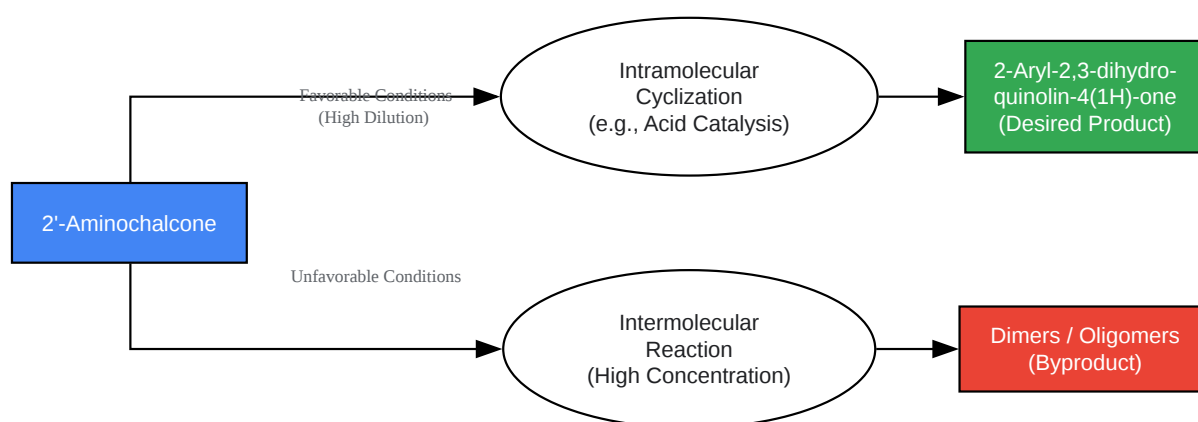 Intramolecular
Cyclization
(e.g., Acid Catalysis)
2-Aryl-2,3-dihydro-
quinolin-4(1H)-one
(Desired Product)
Favorable Conditions
(High Dilution)
2'-Aminochalcone
Unfavorable Conditions
Intermolecular
Reaction
(High Concentration)
Dimers / Oligomers
(Byproduct)